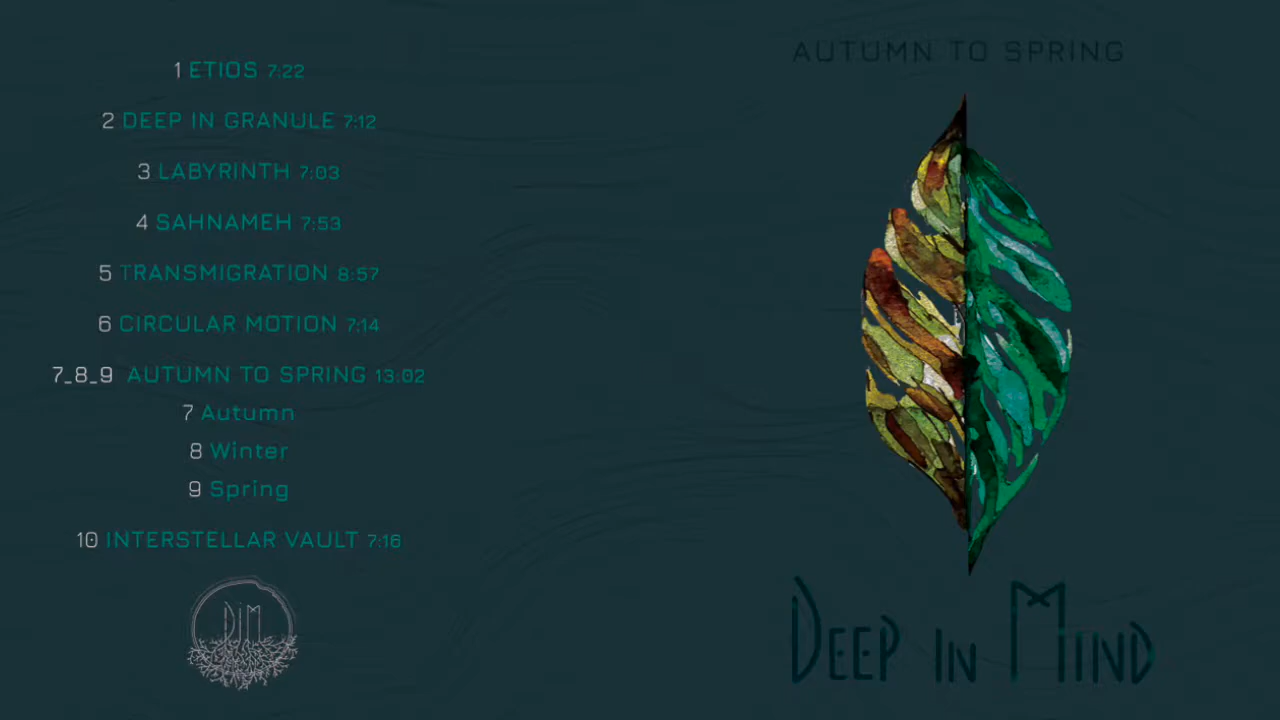 1 ETIOS 7:22
2 DEEP IN GRANULE 7:12
3 LABYRINTH 7:03
4 SAHNAMEH 7:53
5 TRANSMIGRATION 8:57
6 CIRCULAR MOTION 7:14
7_8_9 AUTUMN TO SPRING 13:02
7 Autumn
8 Winter
9 Spring
10 INTERSTELLAR VAULT 7:16
DIM
AUTUMN TO SPRING
DEEP IN MIND